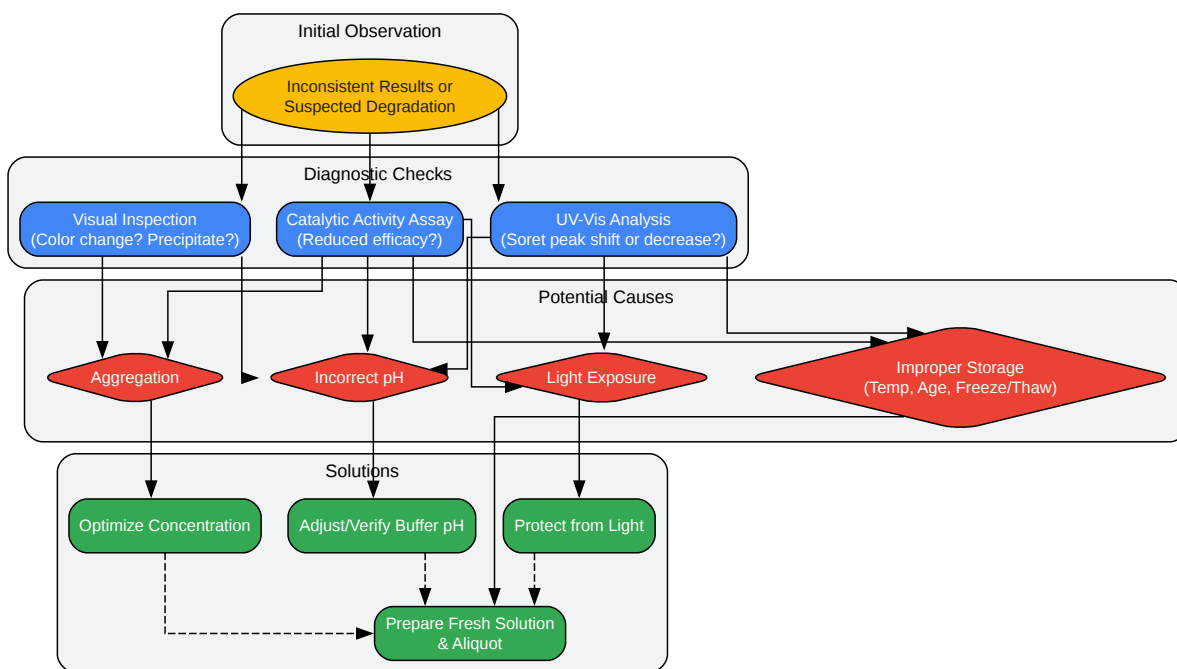 Initial Observation
Inconsistent Results or
Suspected Degradation
Diagnostic Checks
Visual Inspection
(Color change? Precipitate?)
Catalytic Activity Assay
(Reduced efficacy?)
UV-Vis Analysis
(Soret peak shift or decrease?)
Potential Causes
Aggregation
Incorrect pH
Light Exposure
Improper Storage
(Temp, Age, Freeze/Thaw)
Solutions
Optimize Concentration
Adjust/Verify Buffer pH
Protect from Light
Prepare Fresh Solution
& Aliquot